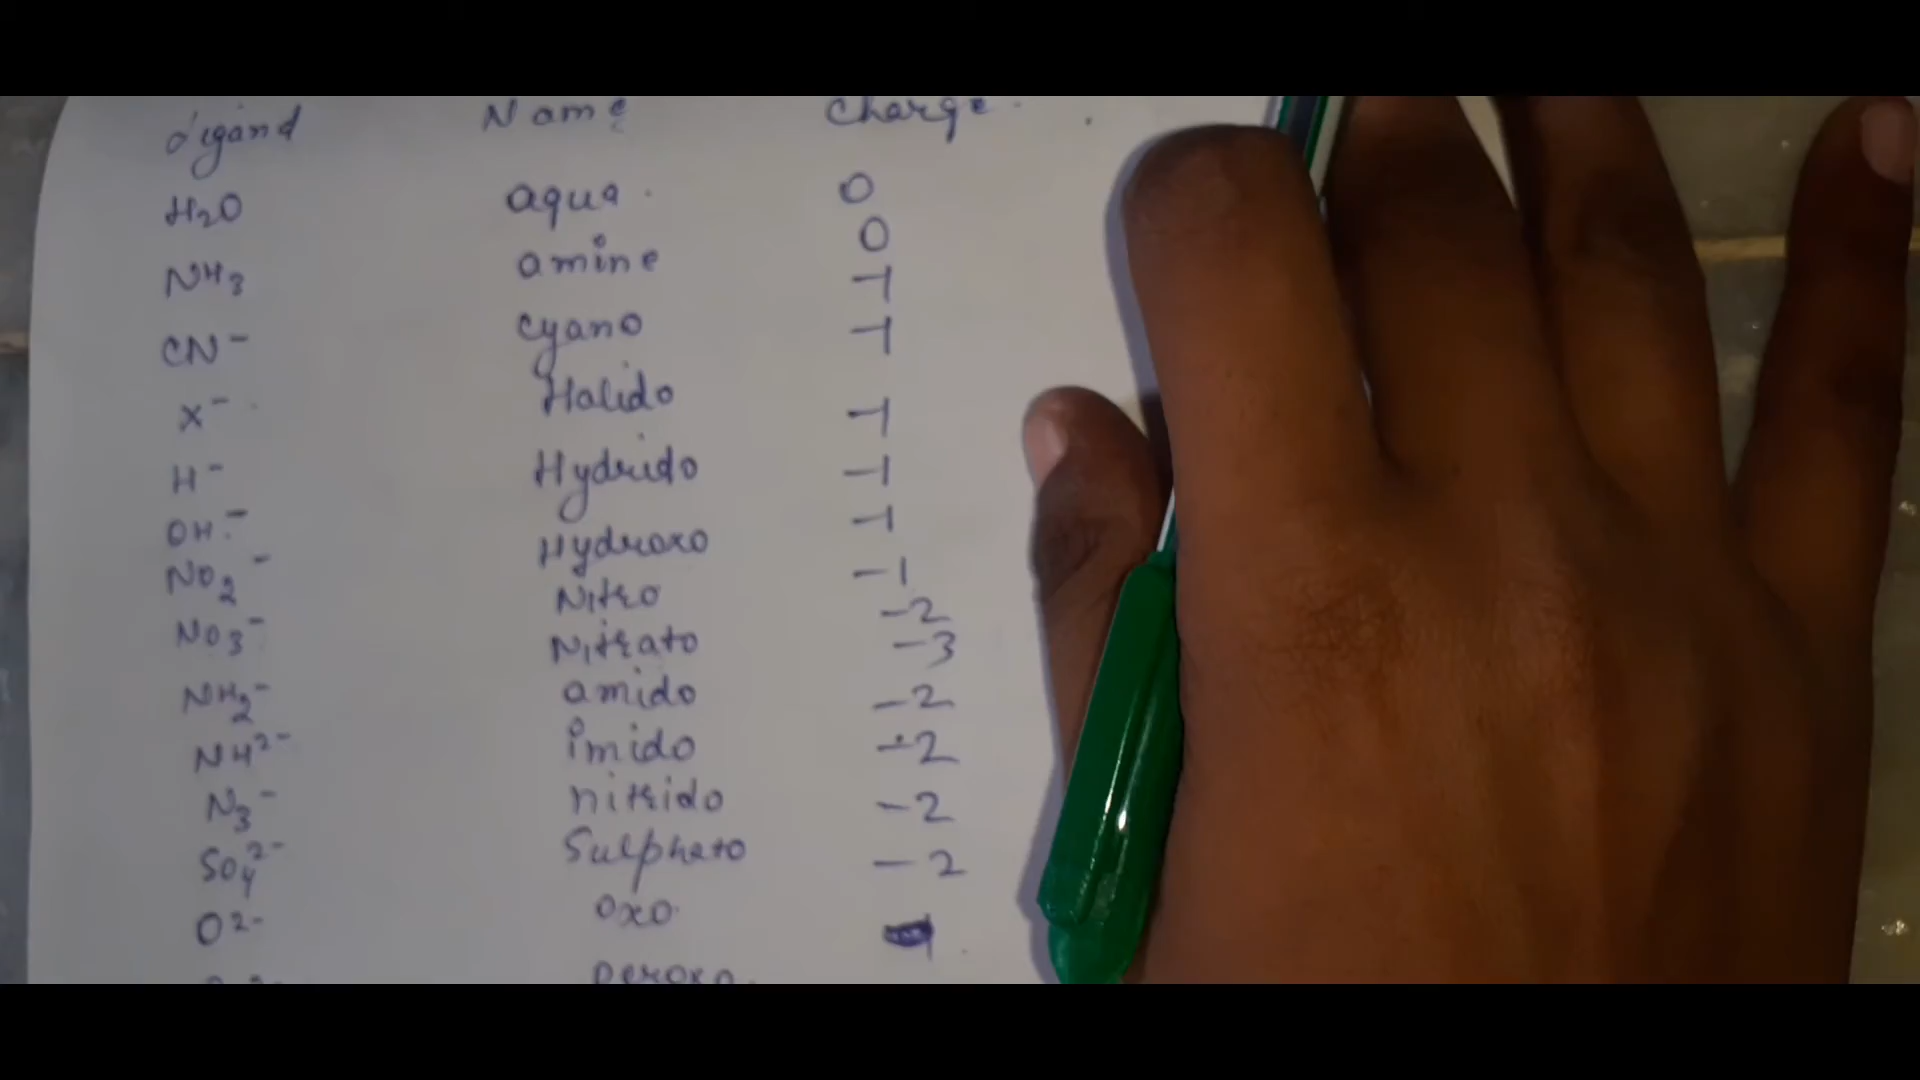 Ligand Name Charge
H₂O aqua 0
NH₃ amine 0
CN⁻ Cyano -1
X⁻ Halido -1
H⁻ Hydrido -1
OH⁻ Hydroxo -1
NO₂⁻ Nitro -1
NO₃⁻ Nitrato -1
NH₂⁻ amido -2
NH²⁻ imido -3
N₃⁻ nitrido -2
SO₄²⁻ Sulphato -2
O²⁻ oxo -2
peroxo -2